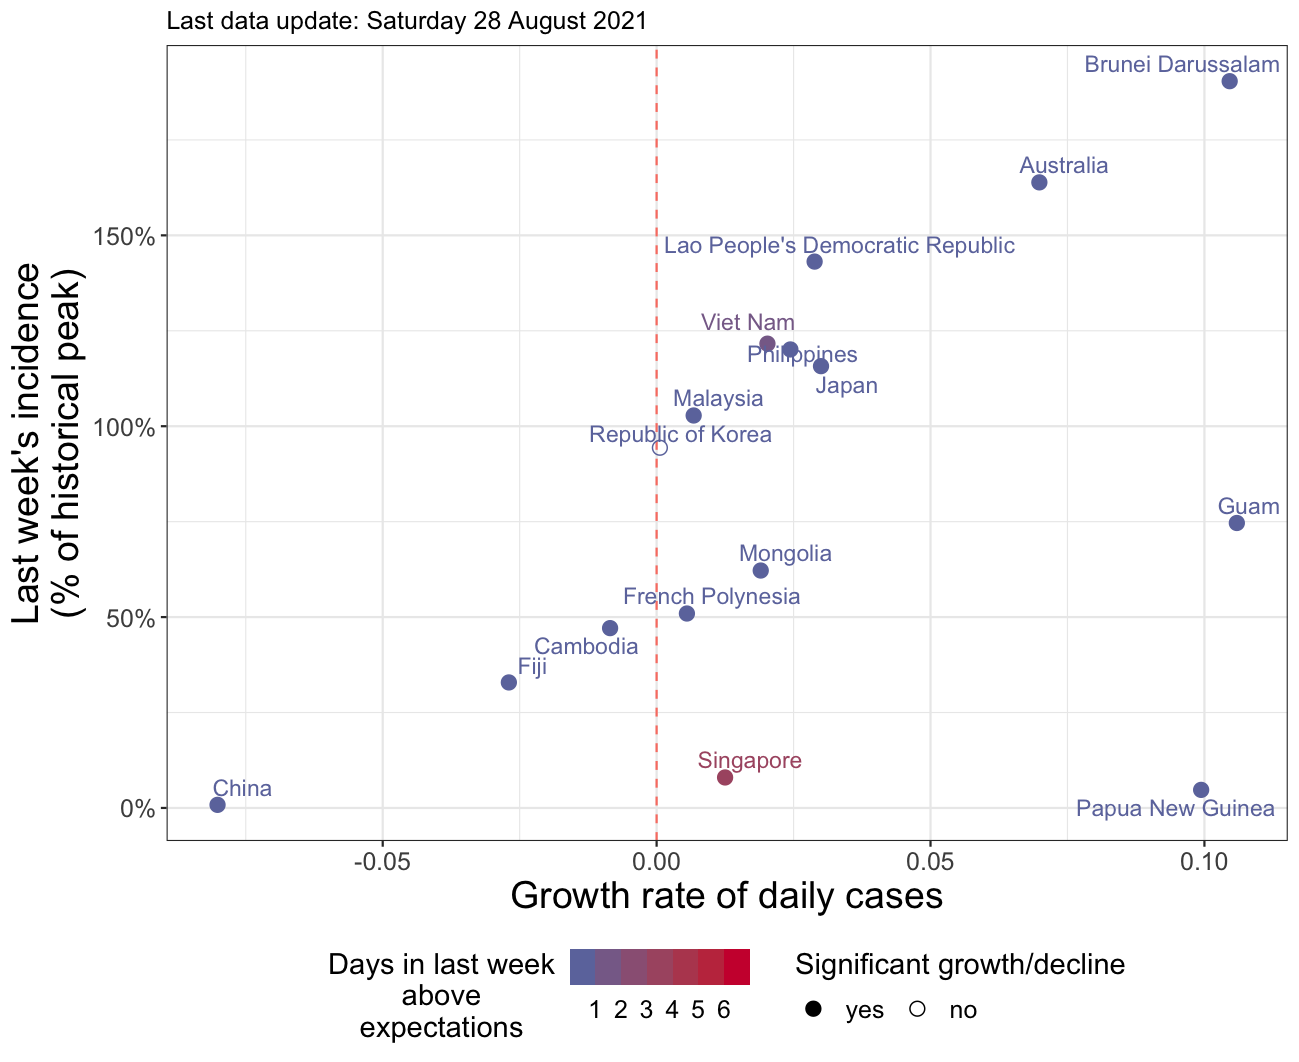 Last data update: Saturday 28 August 2021
Brunei Darussalam
Australia
Lao People's Democratic Republic
Viet Nam
Philippines
Japan
Malaysia
Republic of Korea
Guam
Mongolia
French Polynesia
Cambodia
Fiji
Singapore
China
Papua New Guinea
150%
100%
50%
0%
Last week's incidence
(% of historical peak)
-0.05 0.00 0.05 0.10
Growth rate of daily cases
Days in last week
above
expectations
1 2 3 4 5 6
Significant growth/decline
yes no